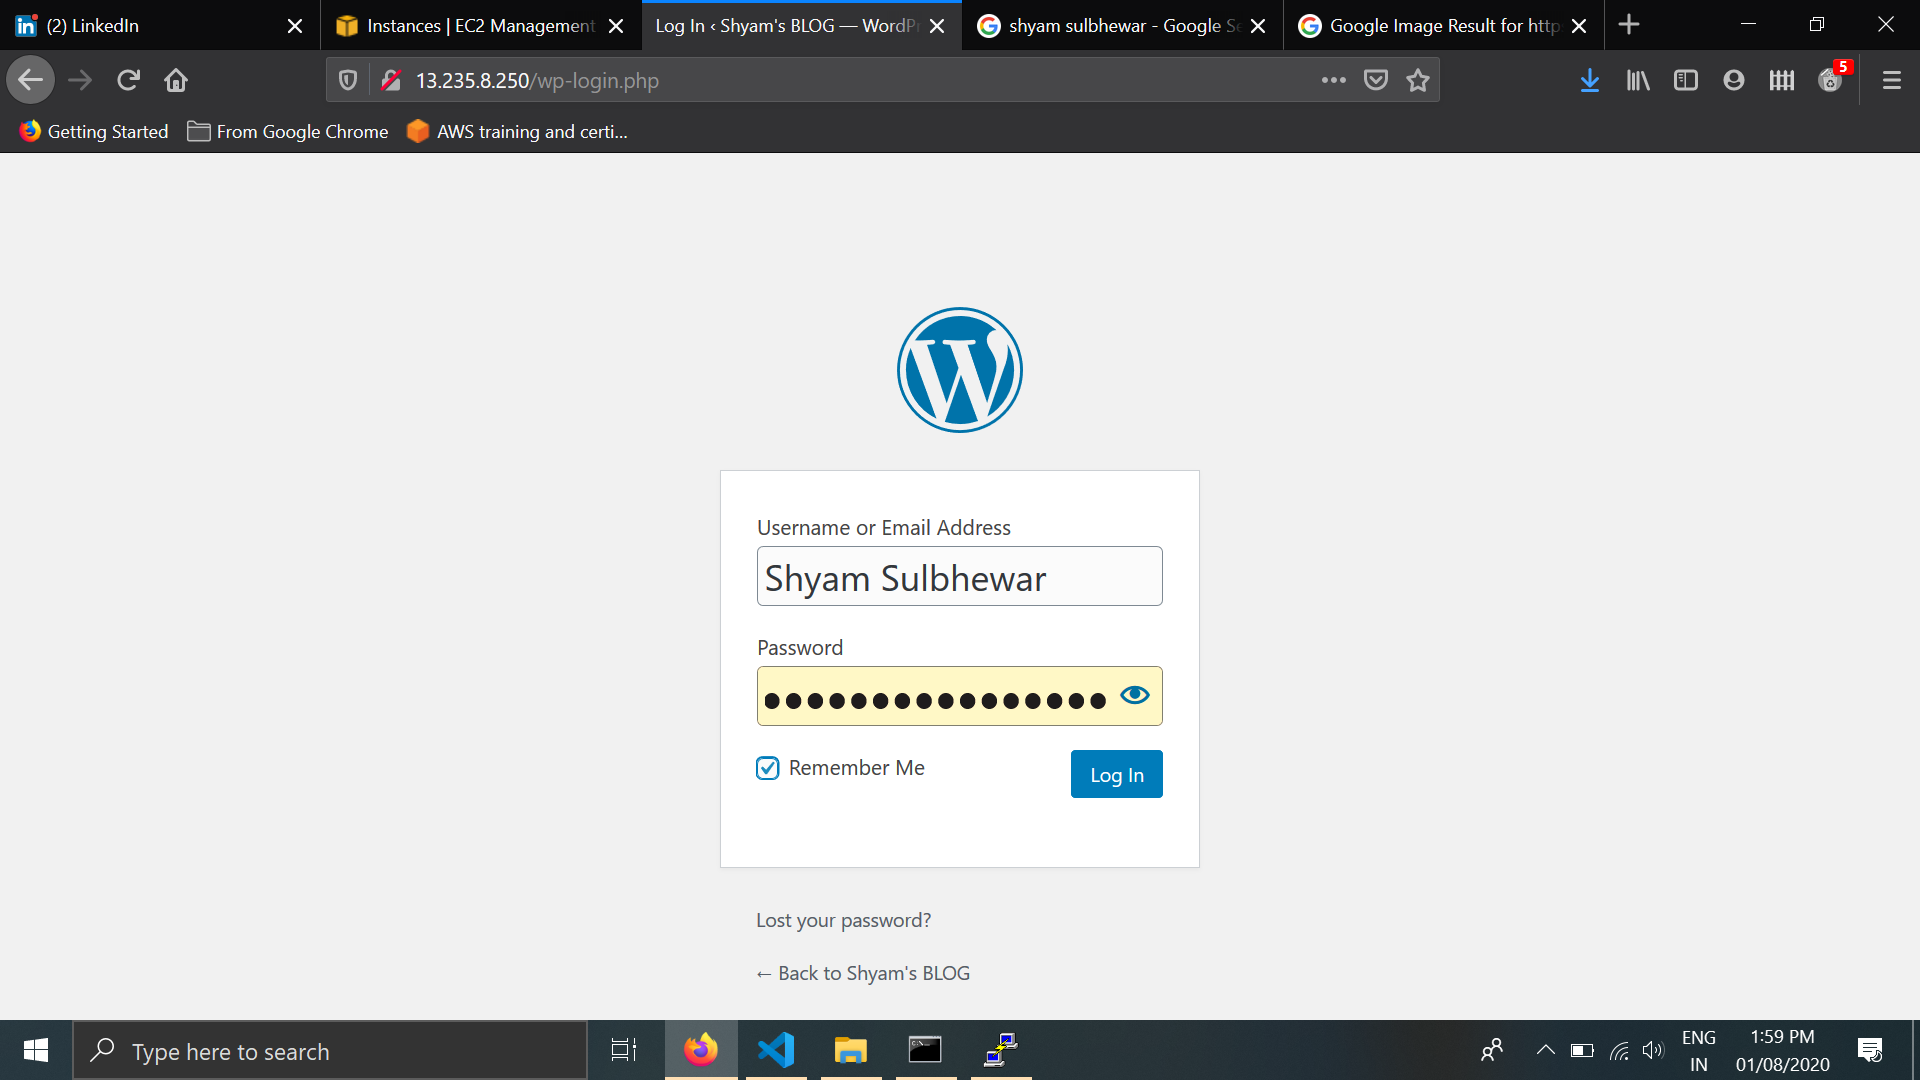 (2) LinkedIn
Instances | EC2 Management
Log In ‹ Shyam's BLOG — WordPr
shyam sulbhewar - Google Se
Google Image Result for http
13.235.8.250/wp-login.php
5
Getting Started
From Google Chrome
AWS training and certi...
Username or Email Address
Shyam Sulbhewar
Password
Remember Me
Log In
Lost your password?
← Back to Shyam's BLOG
Type here to search
ENG
IN
1:59 PM
01/08/2020